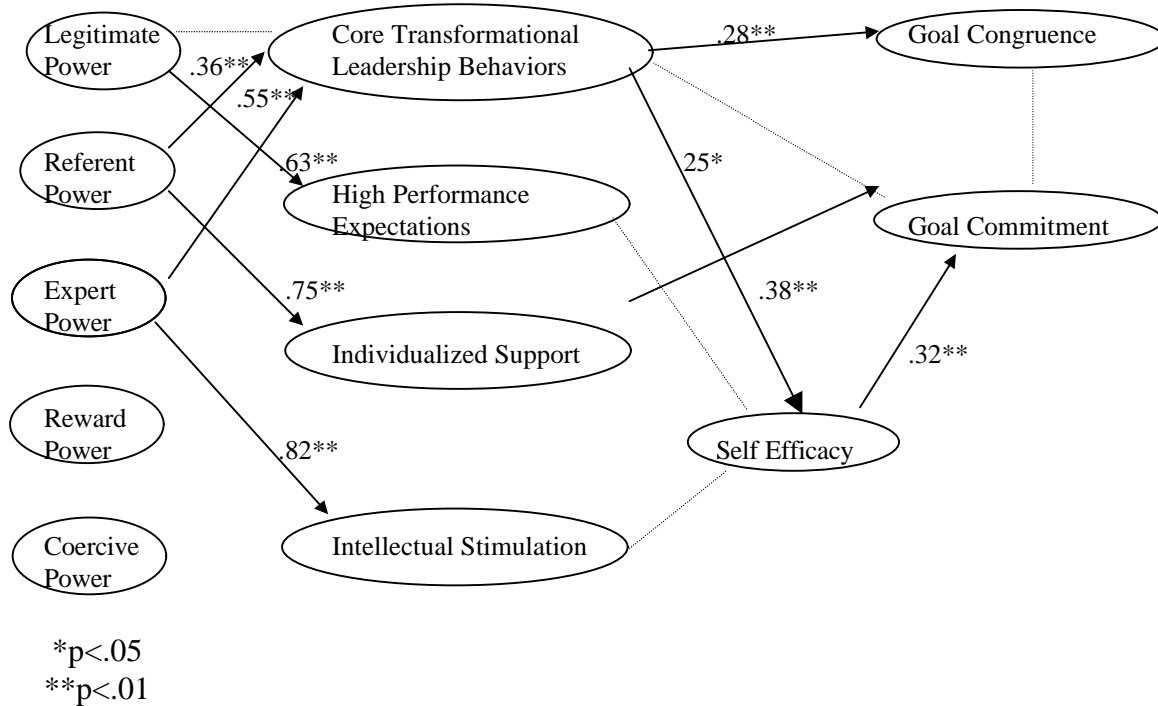 Legitimate
Power
Core Transformational
Leadership Behaviors
.28**
Goal Congruence
.36**
.55**
Referent
Power
.63**
High Performance
Expectations
25*
Goal Commitment
Expert
Power
.75**
Individualized Support
.38**
.32**
Reward
Power
.82**
Self Efficacy
Coercive
Power
Intellectual Stimulation
*p<.05
**p<.01